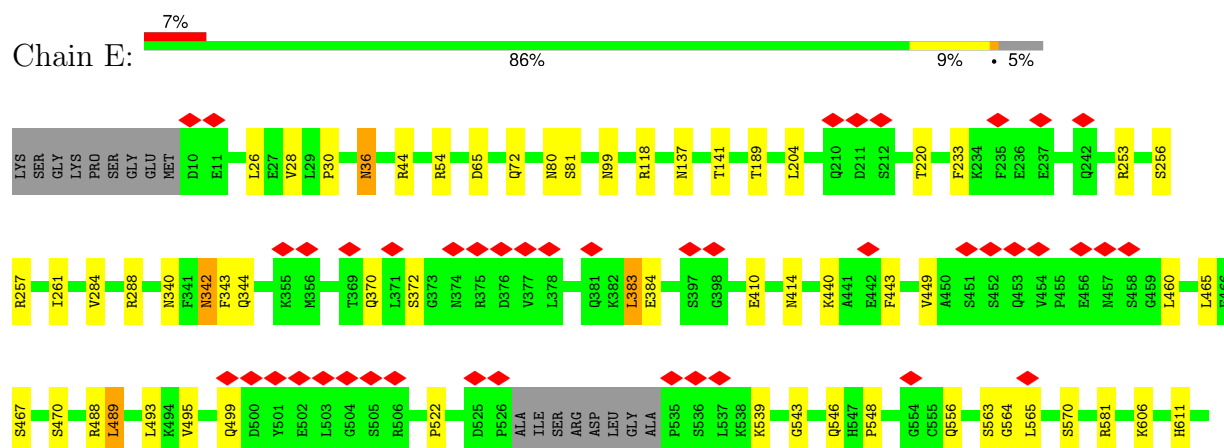 7%
Chain E:
86% 9% • 5%
LYS SER GLY LYS PRO SER GLY GLU MET D10 E11 L26 E27 V28 L29 P30 N36 R44 R54 D65 Q72 N80 S81 N99 R118 N137 T141 T189 L204 Q210 D211 S212 T220 F233 K234 F235 E236 E237 Q242 R253 S256
R257 I261 V284 R288 N340 F341 N342 F343 Q344 K355 M356 T369 Q370 L371 S372 G373 N374 R375 D376 V377 L378 Q381 K382 L383 E384 S397 G398 E410 N414 K440 A441 E442 F443 V449 A450 S451 S452 Q453 V454 P455 E456 N457 S458 G459 L460 L465 E466
S467 S470 R488 L489 L493 K494 V495 Q499 D500 Y501 E502 L503 G504 S505 R506 P522 D525 P526 ALA ILE SER ARG ASP LEU GLY ALA P535 S536 L537 K538 K539 G543 Q546 H547 P548 G554 C555 Q556 S563 G564 L565 S570 R581 K606 H611